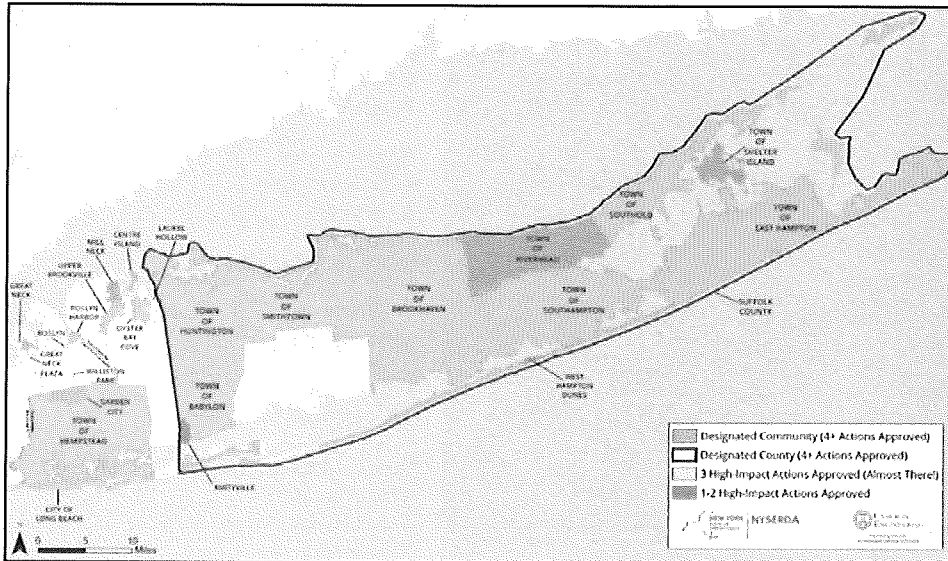 TOWN
OF
SHELTER
ISLAND
TOWN
OF
SOUTHOLD
TOWN
OF
EAST HAMPTON
TOWN
OF
RIVERHEAD
TOWN
OF
SOUTHAMPTON
SUFFOLK
COUNTY
TOWN
OF
BROOKHAVEN
WEST
HAMPTON
DUNES
TOWN
OF
SMITHTOWN
TOWN
OF
HUNTINGTON
TOWN
OF
BABYLON
AMITYVILLE
LAUREL
HOLLOW
CENTRE
ISLAND
MILL
NECK
UPPER
BROOKVILLE
GREAT
NECK
ROSLYN
HARBOR
ROSLYN
OYSTER
BAY
COVE
GREAT
NECK
PLAZA
WILLISTON
PARK
GARDEN
CITY
TOWN
OF
HEMPSTEAD
CITY OF
LONG BEACH
0 5 10
Miles
Designated Community (4+ Actions Approved)
Designated County (4+ Actions Approved)
3 High-Impact Actions Approved (Almost There!)
1-2 High-Impact Actions Approved
NEW YORK
NYSERDA